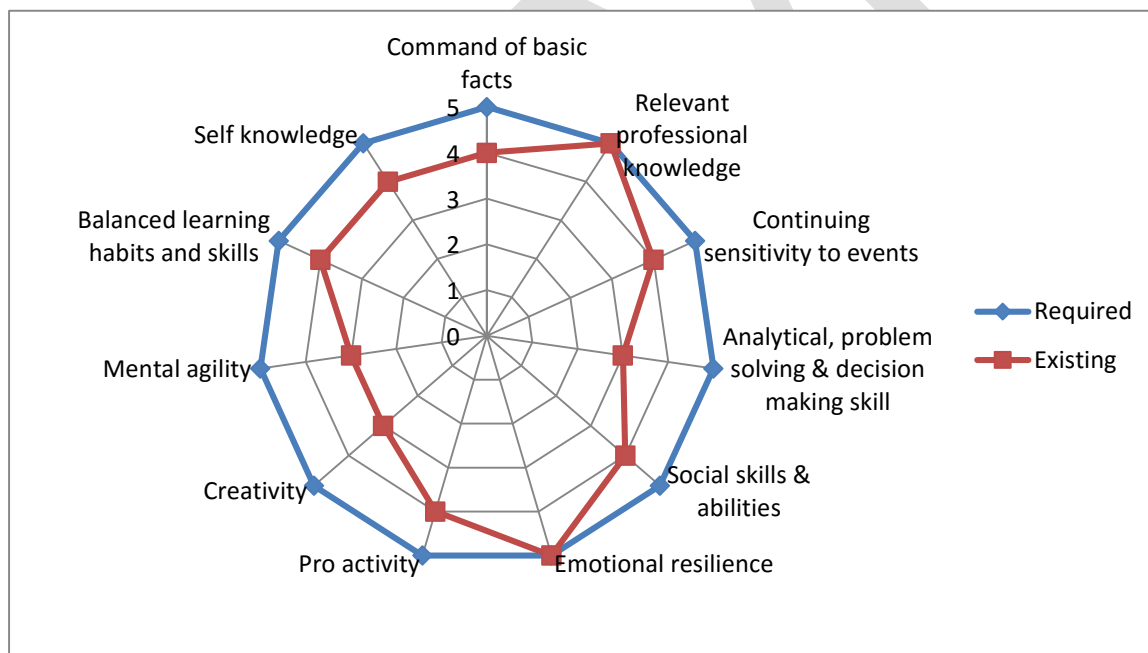 Command of basic
facts
Relevant
professional
knowledge
Continuing
sensitivity to events
Analytical, problem
solving & decision
making skill
Social skills &
abilities
Emotional resilience
Pro activity
Creativity
Mental agility
Balanced learning
habits and skills
Self knowledge
5
4
3
2
1
0
Required
Existing